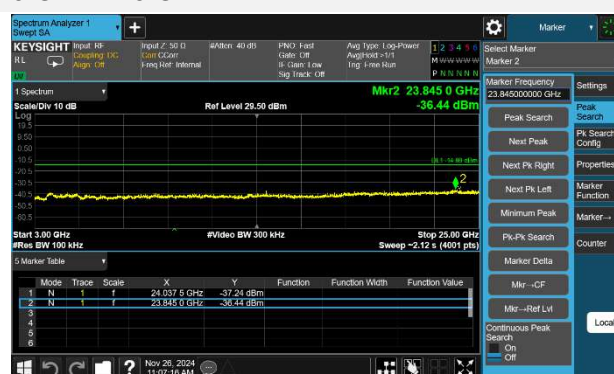 Spectrum Analyzer 1
Swept SA
+
Marker
KEYSIGHT Input: RF Input Z: 50 Ω #Atten: 40 dB PNO: Fast Avg Type: Log-Power 1 2 3 4 5 6
RL Coupling: DC Corr CCorr Gate: Off Avg|Hold:>1/1 M W W W W W
Align: Off Freq Ref: Internal IF Gain: Low Trig: Free Run P N N N N N
Sig Track: Off
Select Marker
Marker 2
1 Spectrum
Mkr2 23.845 0 GHz
Scale/Div 10 dB Ref Level 29.50 dBm -36.44 dBm
Log
19.5
9.50
-0.50
-10.5
-20.5
-30.5
-40.5
-50.5
-60.5
2
Start 3.00 GHz #Video BW 300 kHz Stop 25.00 GHz
#Res BW 100 kHz Sweep ~2.12 s (4001 pts)
5 Marker Table
Mode Trace Scale X Y Function Function Width Function Value
1 N 1 f 24.037 5 GHz -37.24 dBm
2 N 1 f 23.845 0 GHz -36.44 dBm
3
4
5
6
Marker Frequency
23.845000000 GHz
Peak Search
Next Peak
Next Pk Right
Next Pk Left
Minimum Peak
Pk-Pk Search
Marker Delta
Mkr→CF
Mkr→Ref Lvl
Continuous Peak
Search
On
Off
Settings
Peak
Search
Pk Search
Config
Properties
Marker
Function
Marker→
Counter
Local
? Nov 26, 2024
11:07:16 AM